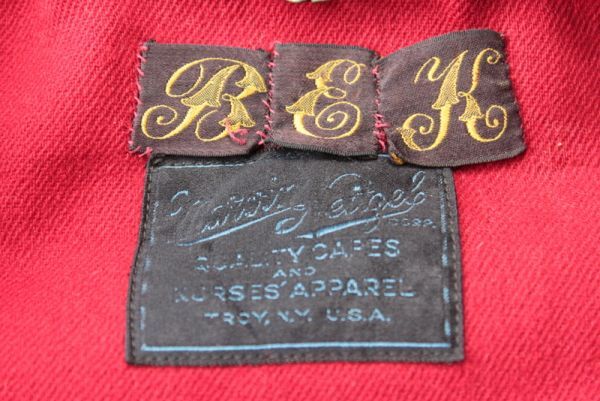 B E K
Marvin-Neitzel
CORP.
QUALITY CAPES
AND
NURSES' APPAREL
TROY, N.Y. U.S.A.